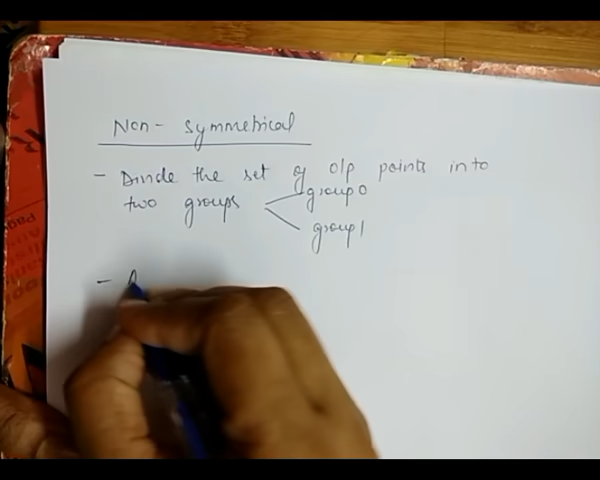 Non- symmetrical
- Divide the set of o/p points into
two groups
group 0
group 1
-